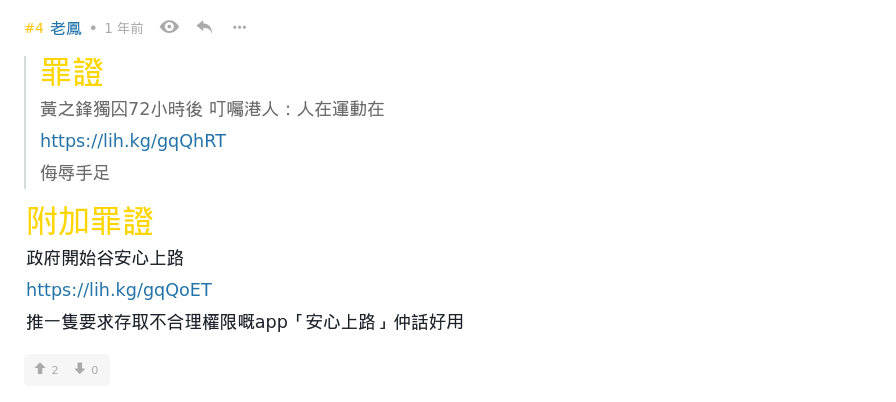 #4 老鳳 • 1 年前
罪證
黃之鋒獨囚72小時後 叮囑港人：人在運動在
https://lih.kg/gqQhRT
侮辱手足
附加罪證
政府開始谷安心上路
https://lih.kg/gqQoET
推一隻要求存取不合理權限嘅app「安心上路」仲話好用
2 0